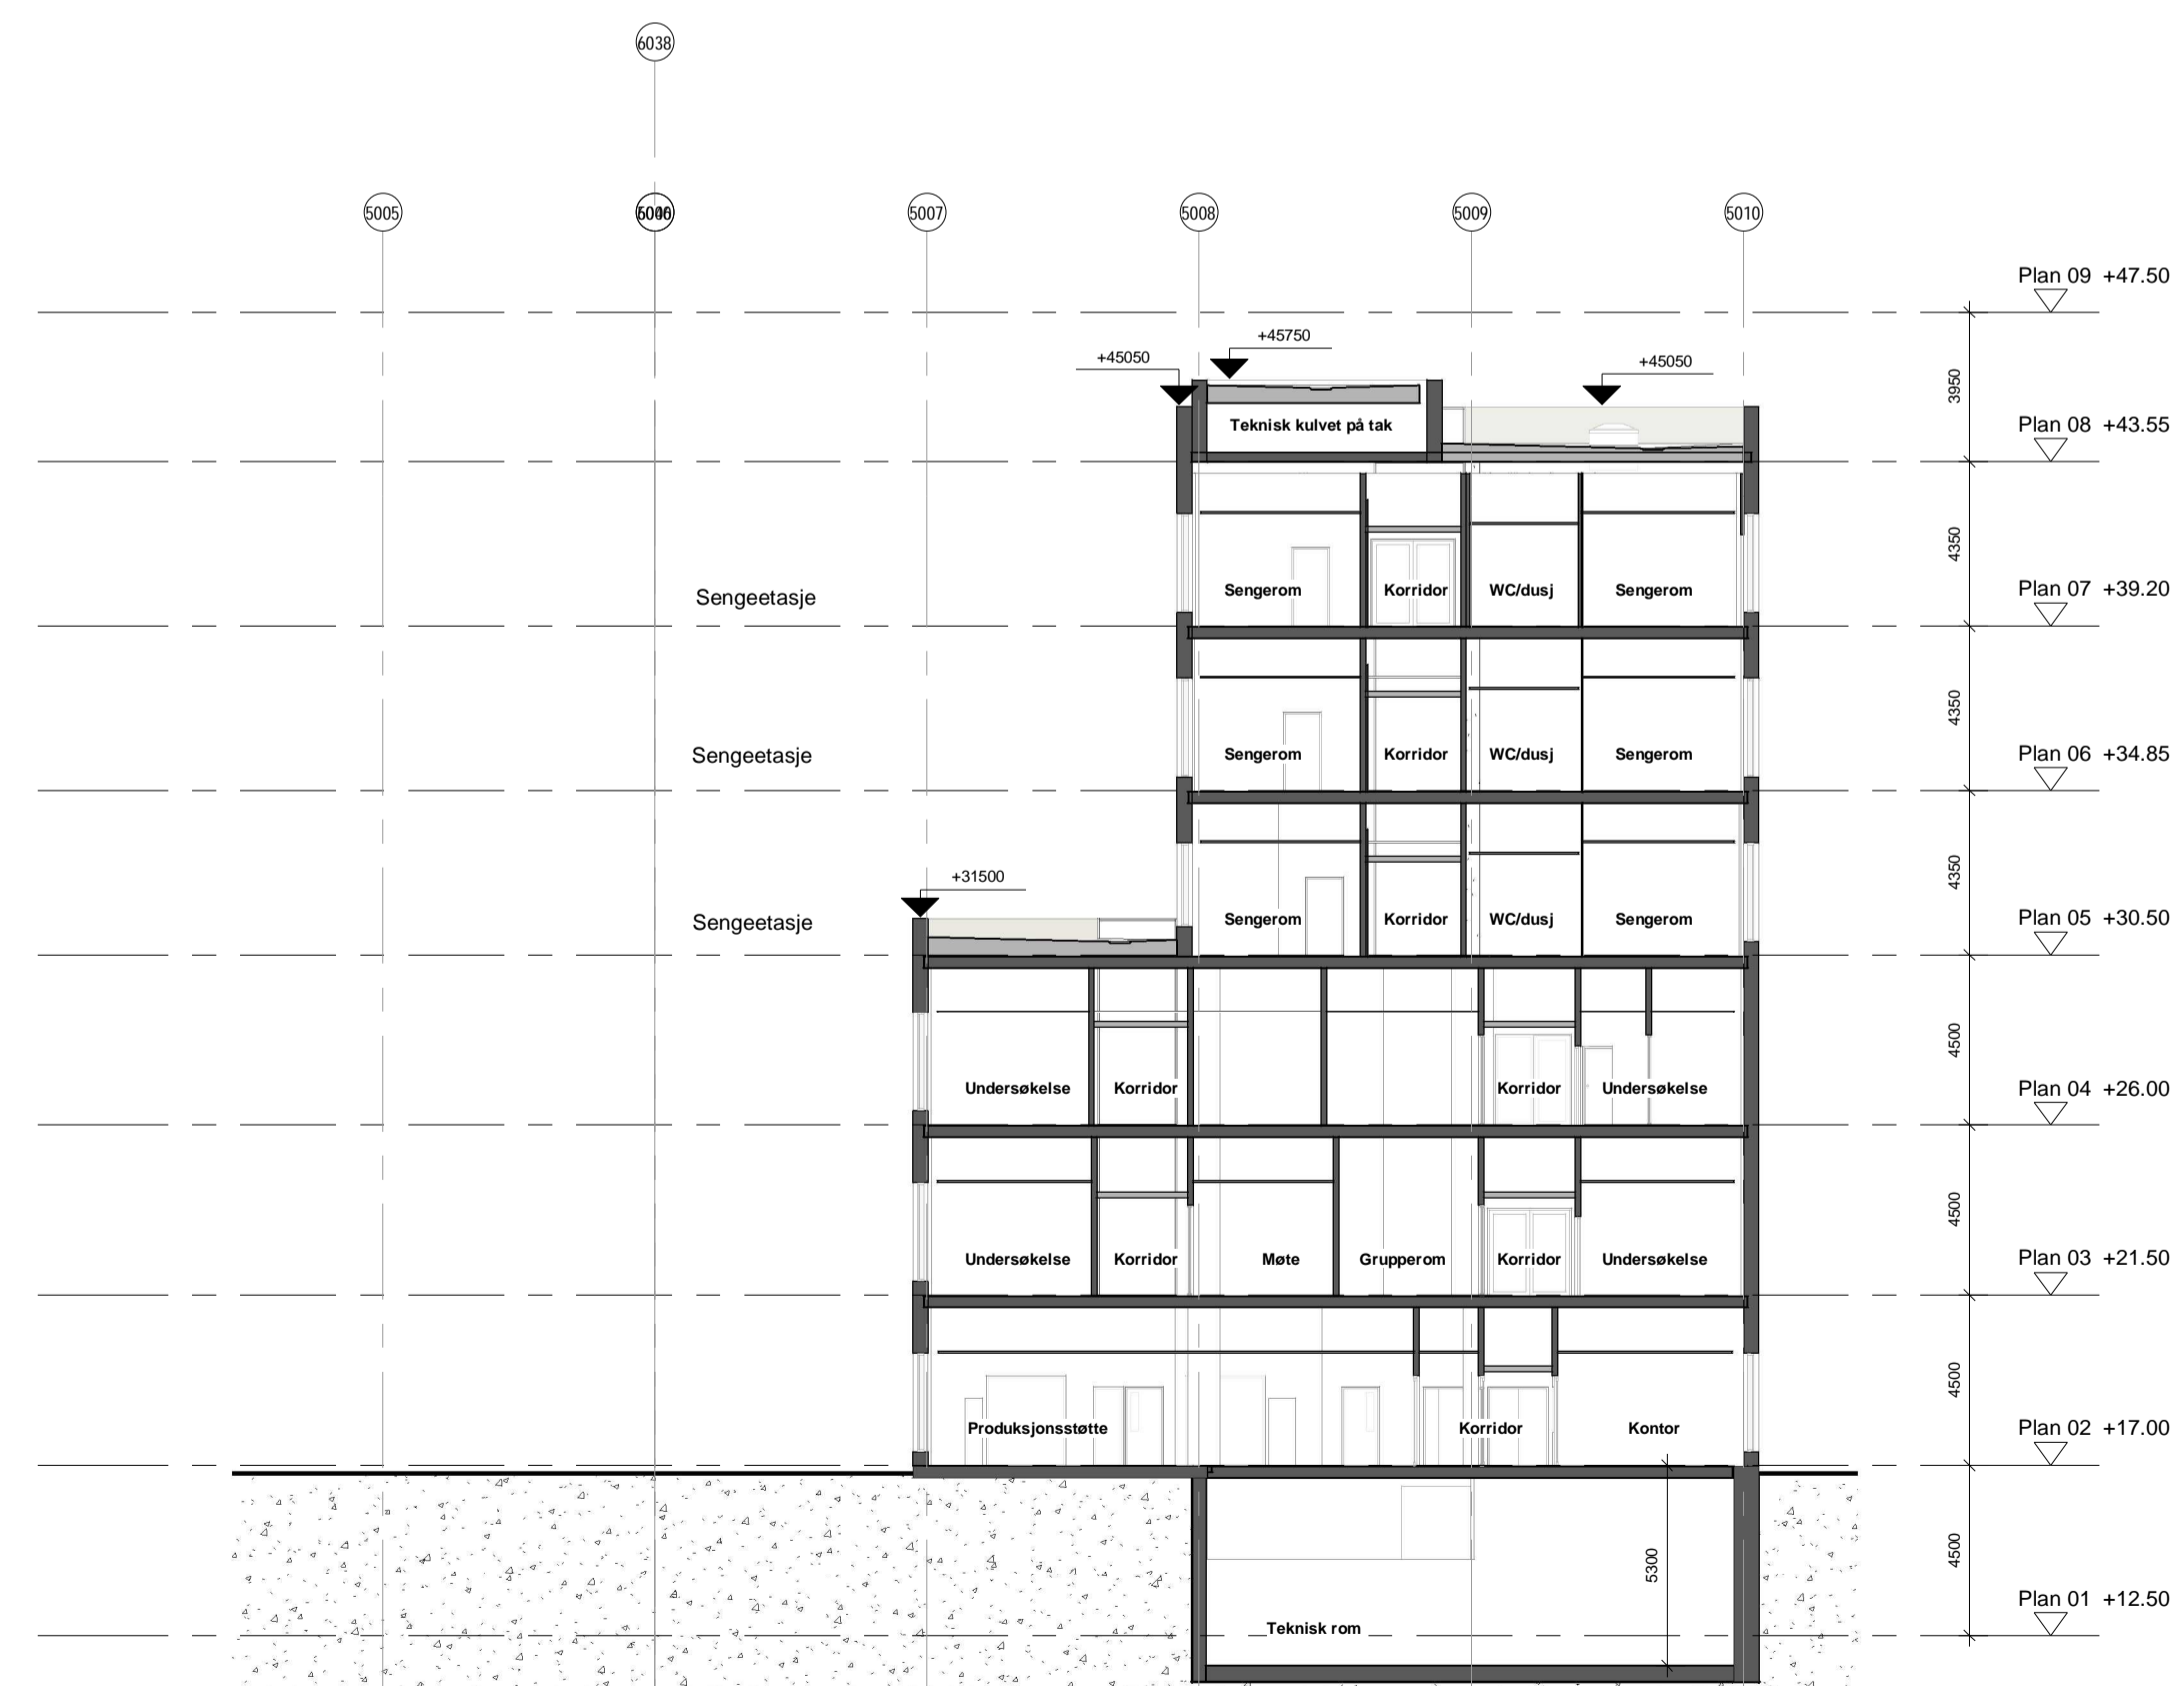 6038
5005
5007
5008
5009
5010
Plan 09 +47.50
+45750
+45050
+45050
3950
Teknisk kulvet på tak
Plan 08 +43.55
4350
Sengeetasje
Sengerom
Korridor
WC/dusj
Sengerom
Plan 07 +39.20
4350
Sengeetasje
Sengerom
Korridor
WC/dusj
Sengerom
Plan 06 +34.85
4350
+31500
Sengeetasje
Sengerom
Korridor
WC/dusj
Sengerom
Plan 05 +30.50
4500
Undersøkelse
Korridor
Korridor
Undersøkelse
Plan 04 +26.00
4500
Undersøkelse
Korridor
Møte
Grupperom
Korridor
Undersøkelse
Plan 03 +21.50
4500
Produksjonsstøtte
Korridor
Kontor
Plan 02 +17.00
4500
5300
Teknisk rom
Plan 01 +12.50